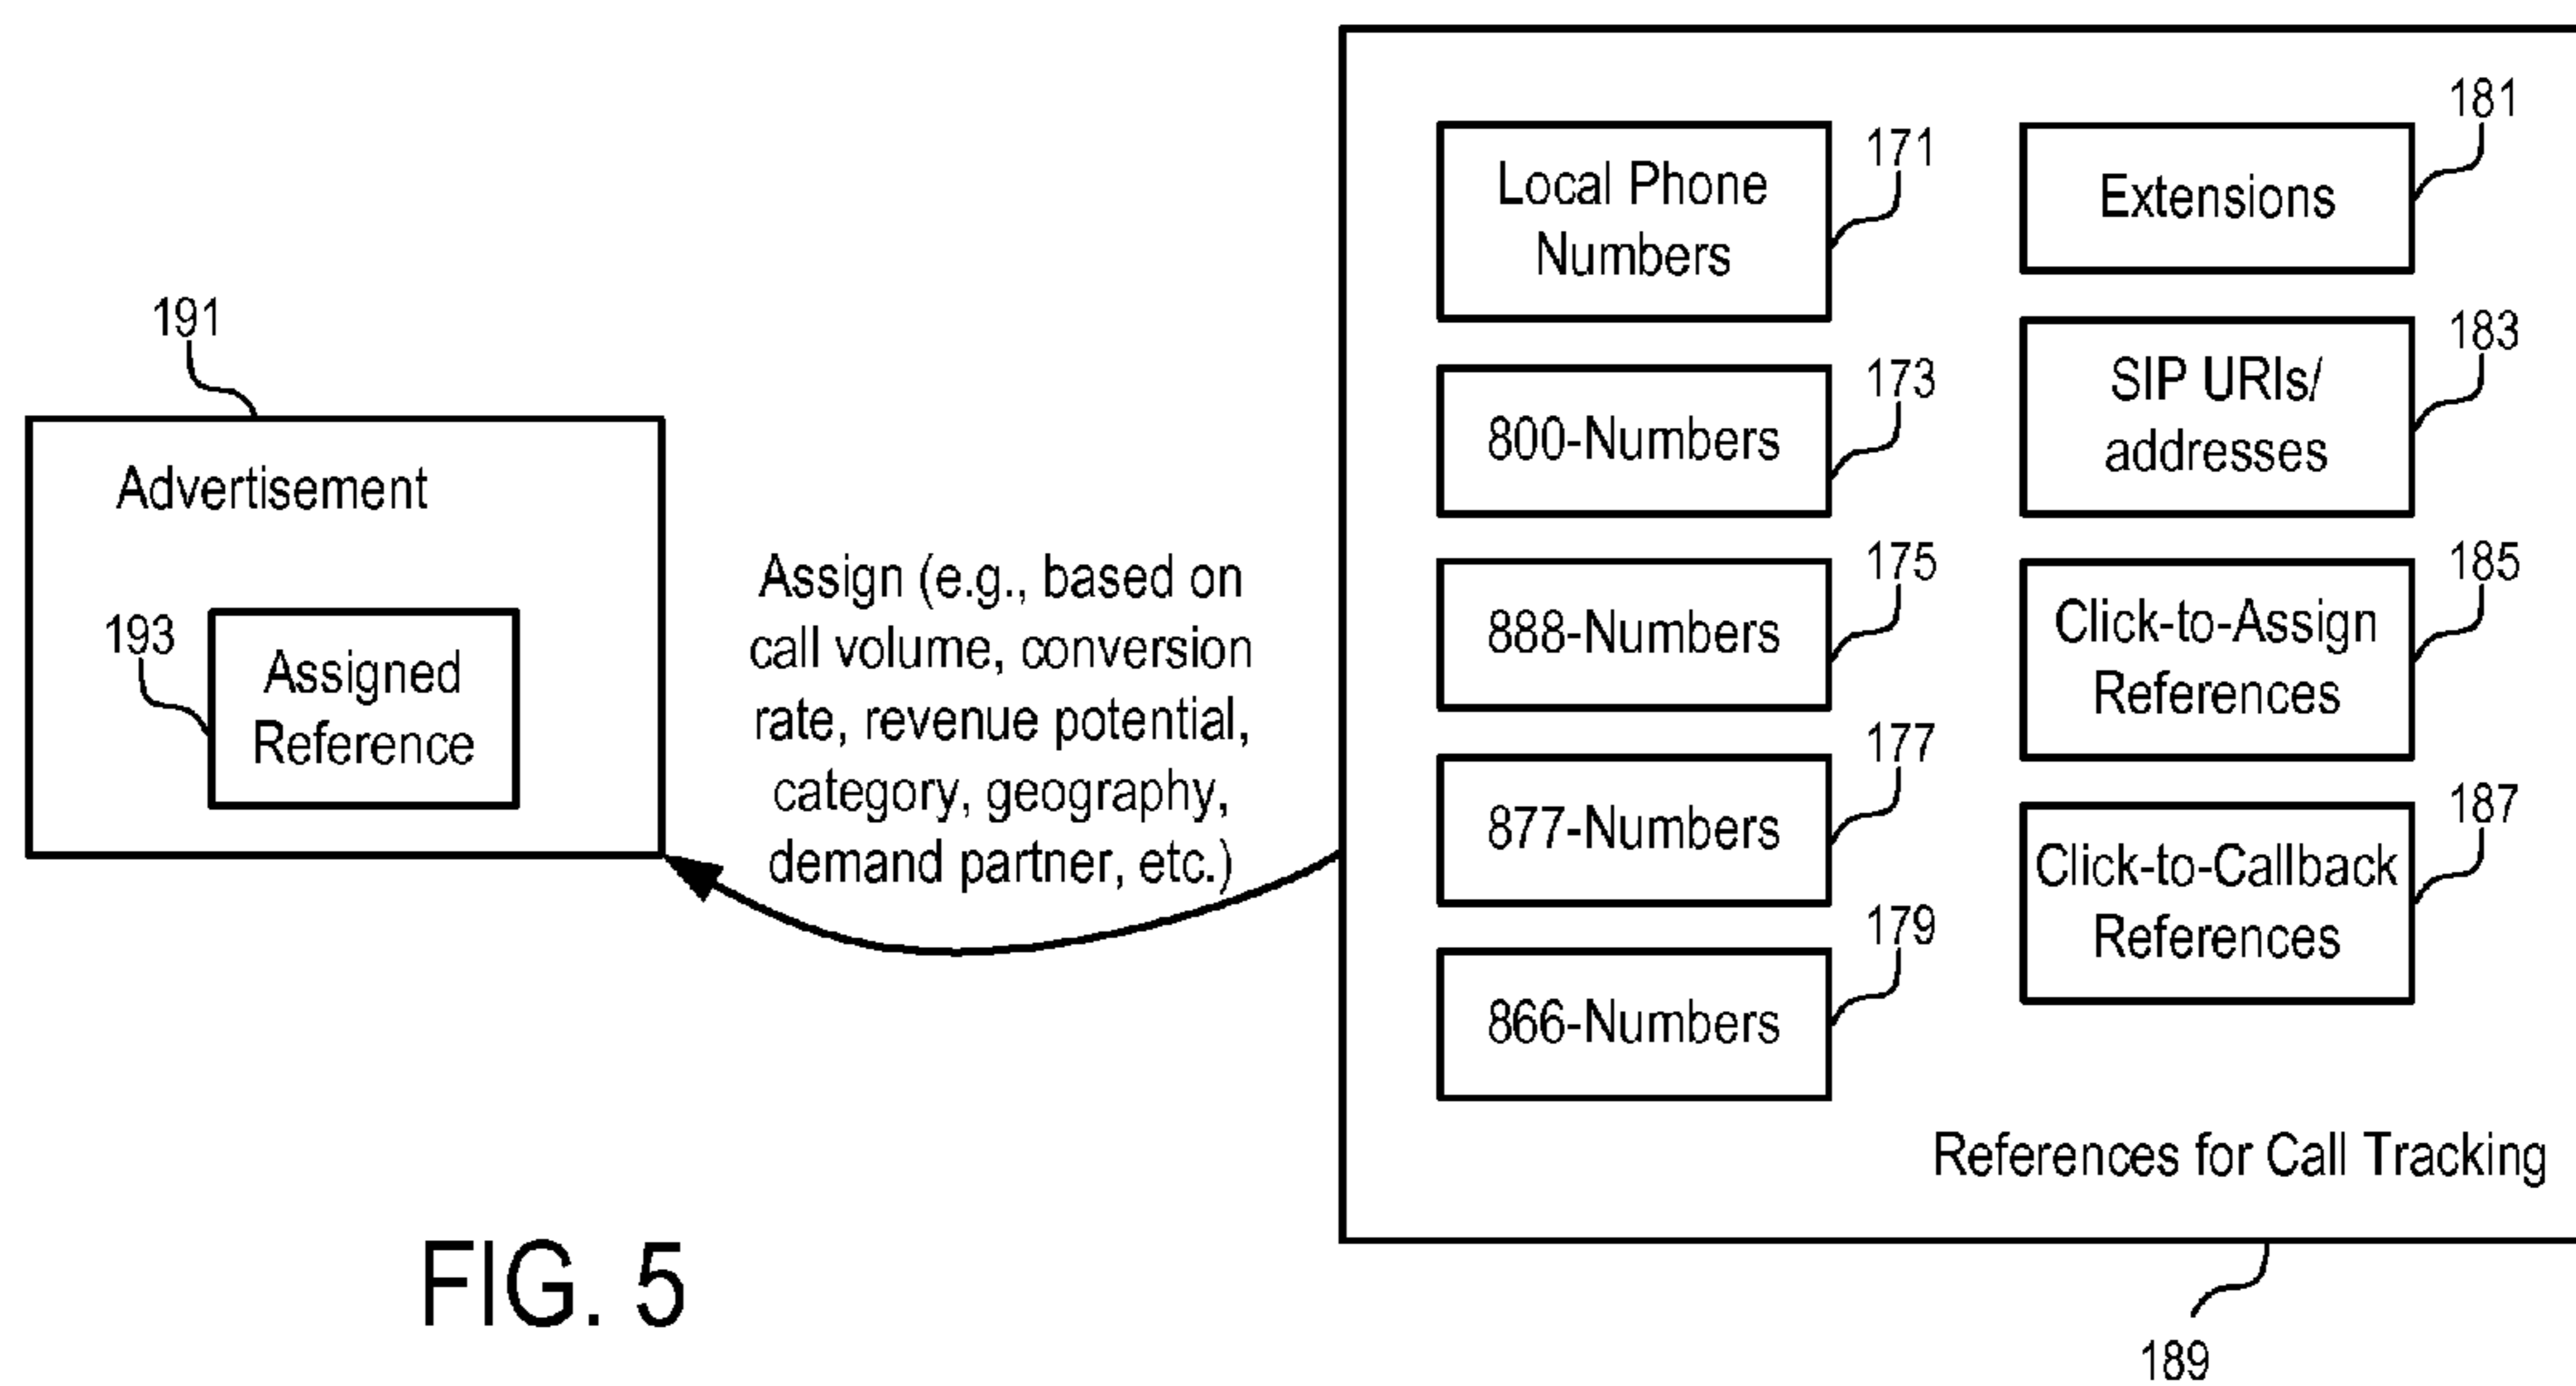 191
Advertisement
193
Assigned
Reference
Assign (e.g., based on
call volume, conversion
rate, revenue potential,
category, geography,
demand partner, etc.)
171
Local Phone
Numbers
173
800-Numbers
175
888-Numbers
177
877-Numbers
179
866-Numbers
181
Extensions
183
SIP URIs/
addresses
185
Click-to-Assign
References
187
Click-to-Callback
References
References for Call Tracking
189
FIG. 5